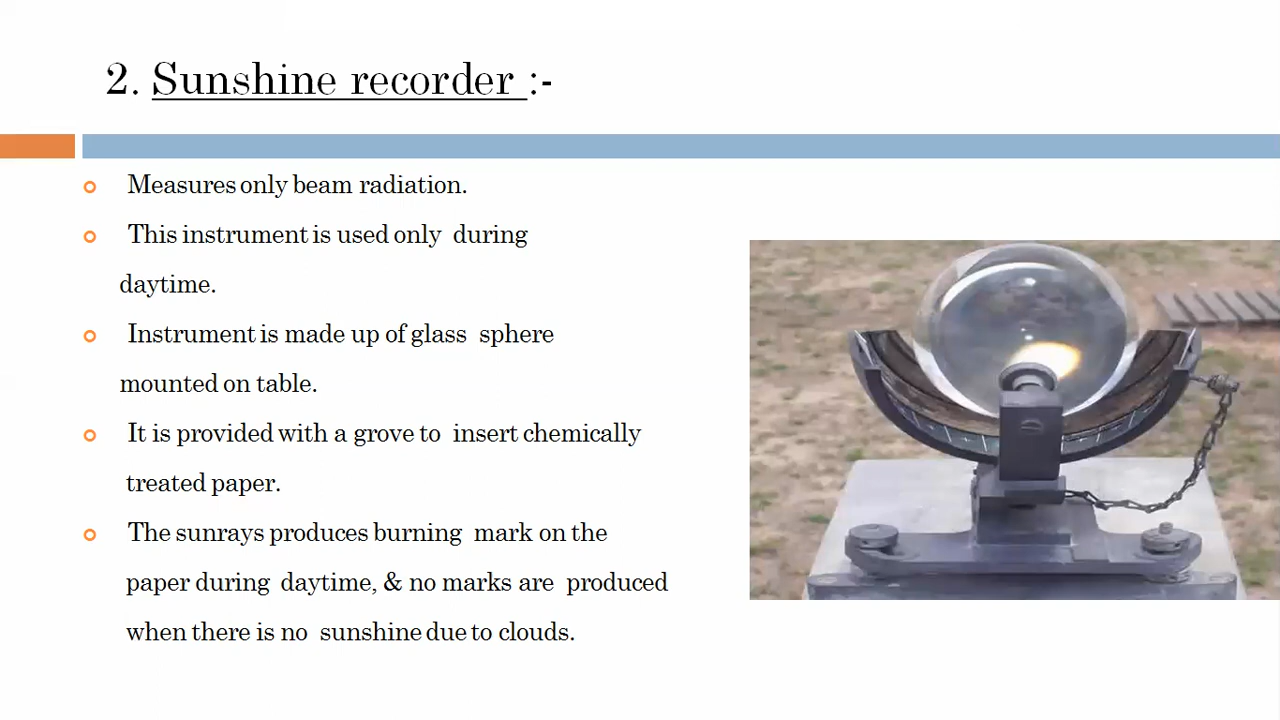 2. Sunshine recorder :-
Measures only beam radiation.
This instrument is used only during
daytime.
Instrument is made up of glass sphere
mounted on table.
It is provided with a grove to insert chemically
treated paper.
The sunrays produces burning mark on the
paper during daytime, & no marks are produced
when there is no sunshine due to clouds.